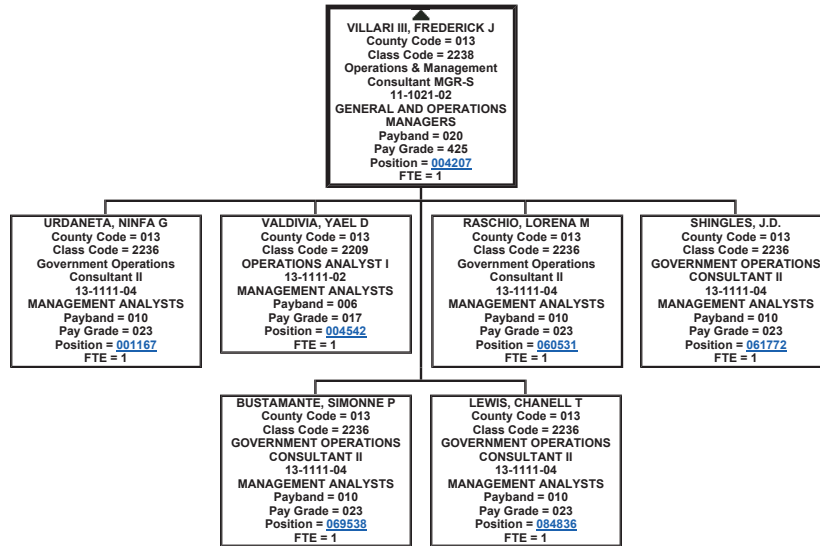 VILLARI III, FREDERICK J
County Code = 013
Class Code = 2238
Operations & Management
Consultant MGR-S
11-1021-02
GENERAL AND OPERATIONS
MANAGERS
Payband = 020
Pay Grade = 425
Position = 004207
FTE = 1
URDANETA, NINFA G
County Code = 013
Class Code = 2236
Government Operations
Consultant II
13-1111-04
MANAGEMENT ANALYSTS
Payband = 010
Pay Grade = 023
Position = 001167
FTE = 1
VALDIVIA, YAEL D
County Code = 013
Class Code = 2209
OPERATIONS ANALYST I
13-1111-02
MANAGEMENT ANALYSTS
Payband = 006
Pay Grade = 017
Position = 004542
FTE = 1
RASCHIO, LORENA M
County Code = 013
Class Code = 2236
Government Operations
Consultant II
13-1111-04
MANAGEMENT ANALYSTS
Payband = 010
Pay Grade = 023
Position = 060531
FTE = 1
SHINGLES, J.D.
County Code = 013
Class Code = 2236
GOVERNMENT OPERATIONS
CONSULTANT II
13-1111-04
MANAGEMENT ANALYSTS
Payband = 010
Pay Grade = 023
Position = 061772
FTE = 1
BUSTAMANTE, SIMONNE P
County Code = 013
Class Code = 2236
GOVERNMENT OPERATIONS
CONSULTANT II
13-1111-04
MANAGEMENT ANALYSTS
Payband = 010
Pay Grade = 023
Position = 069538
FTE = 1
LEWIS, CHANELL T
County Code = 013
Class Code = 2236
GOVERNMENT OPERATIONS
CONSULTANT II
13-1111-04
MANAGEMENT ANALYSTS
Payband = 010
Pay Grade = 023
Position = 084836
FTE = 1